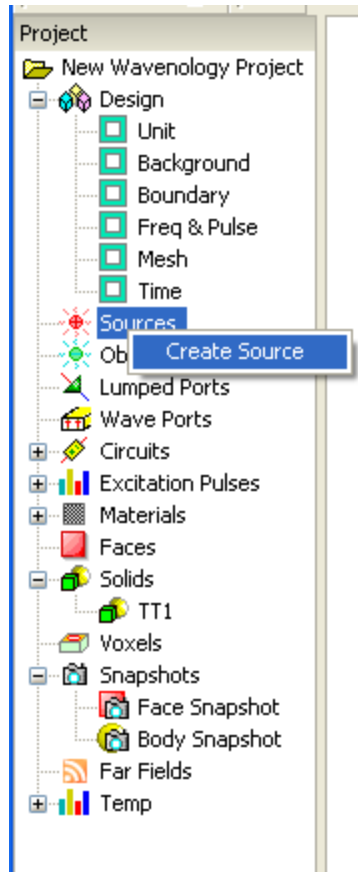 Project
New Wavenology Project
Design
Unit
Background
Boundary
Freq & Pulse
Mesh
Time
Sources
Create Source
Ob
Lumped Ports
Wave Ports
Circuits
Excitation Pulses
Materials
Faces
Solids
TT1
Voxels
Snapshots
Face Snapshot
Body Snapshot
Far Fields
Temp